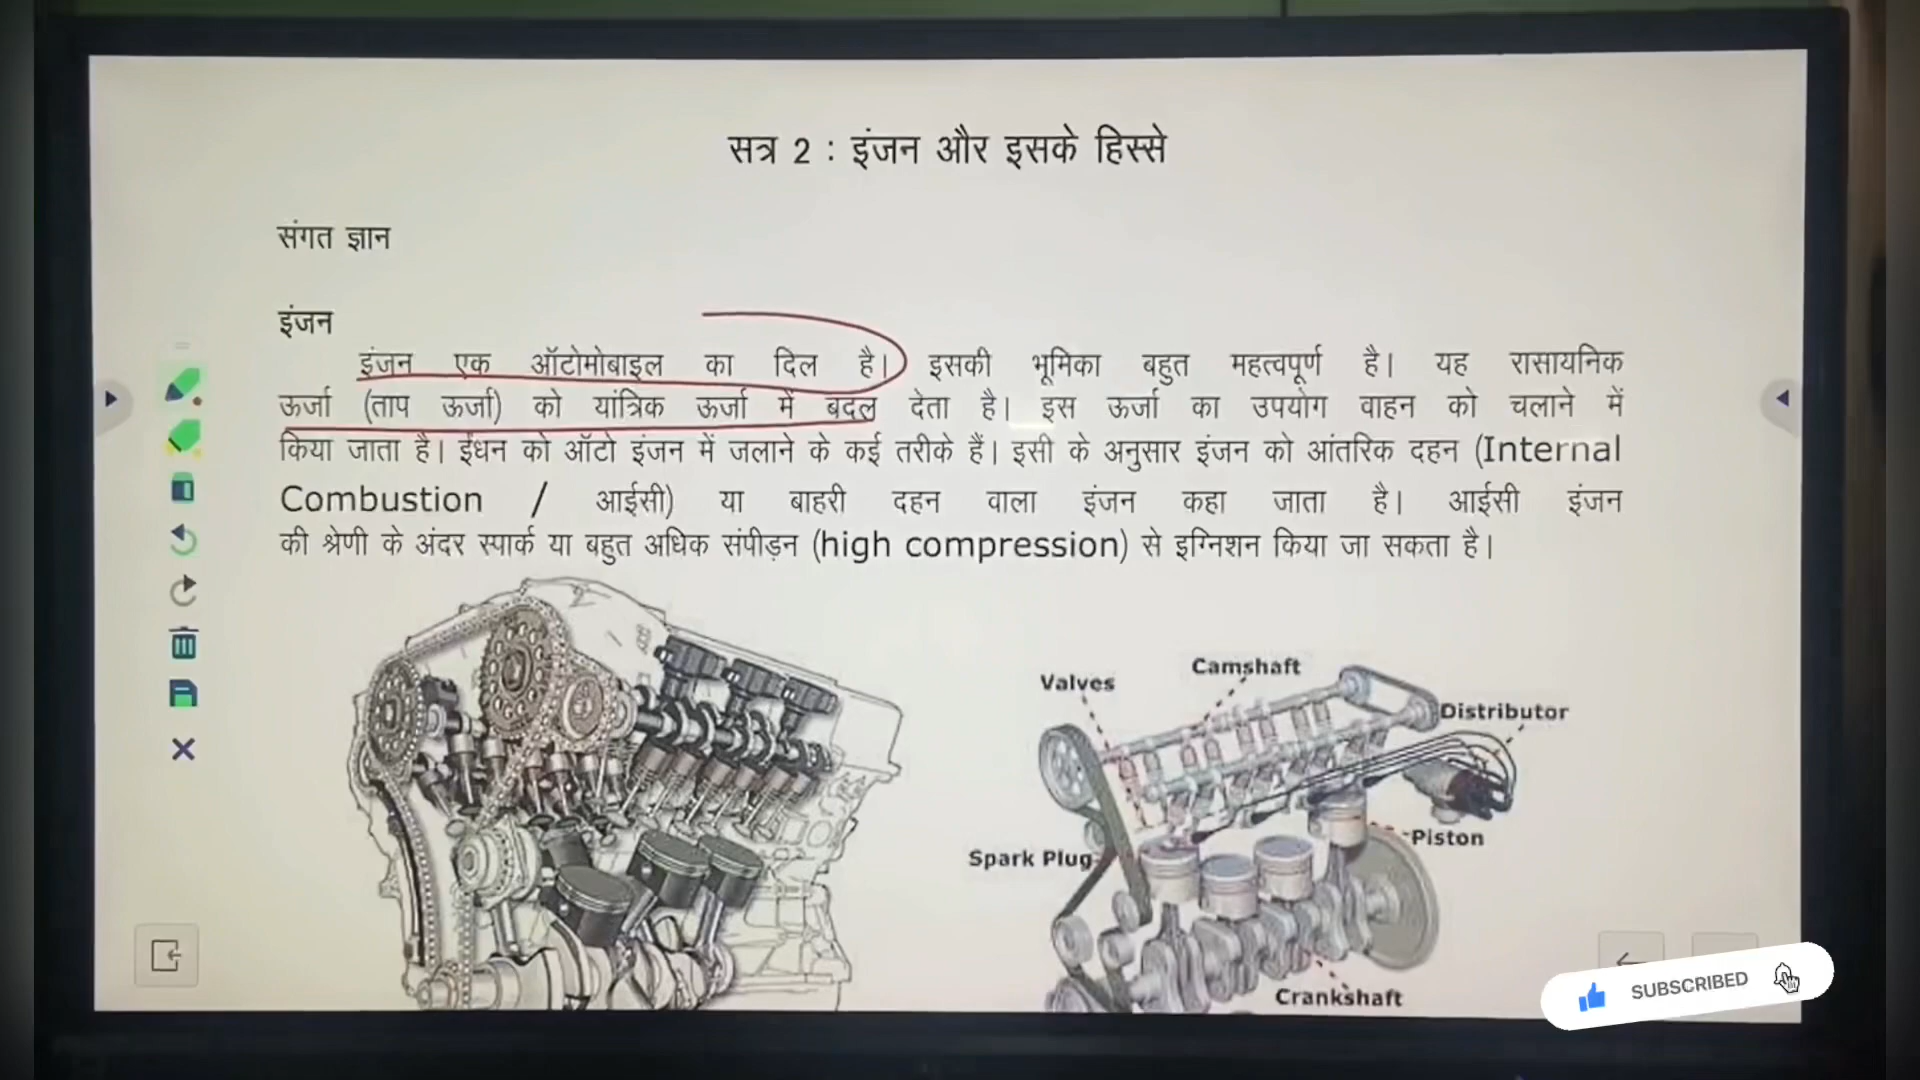 सत्र 2 : इंजन और इसके हिस्से
संगत ज्ञान
इंजन
इंजन एक ऑटोमोबाइल का दिल है। इसकी भूमिका बहुत महत्वपूर्ण है। यह रासायनिक
ऊर्जा (ताप ऊर्जा) को यांत्रिक ऊर्जा में बदल देता है। इस ऊर्जा का उपयोग वाहन को चलाने में
किया जाता है। ईंधन को ऑटो इंजन में जलाने के कई तरीके हैं। इसी के अनुसार इंजन को आंतरिक दहन (Internal
Combustion / आईसी) या बाहरी दहन वाला इंजन कहा जाता है। आईसी इंजन
की श्रेणी के अंदर स्पार्क या बहुत अधिक संपीड़न (high compression) से इग्निशन किया जा सकता है।
Camshaft
Valves
Distributor
Piston
Spark Plug
Crankshaft
SUBSCRIBED